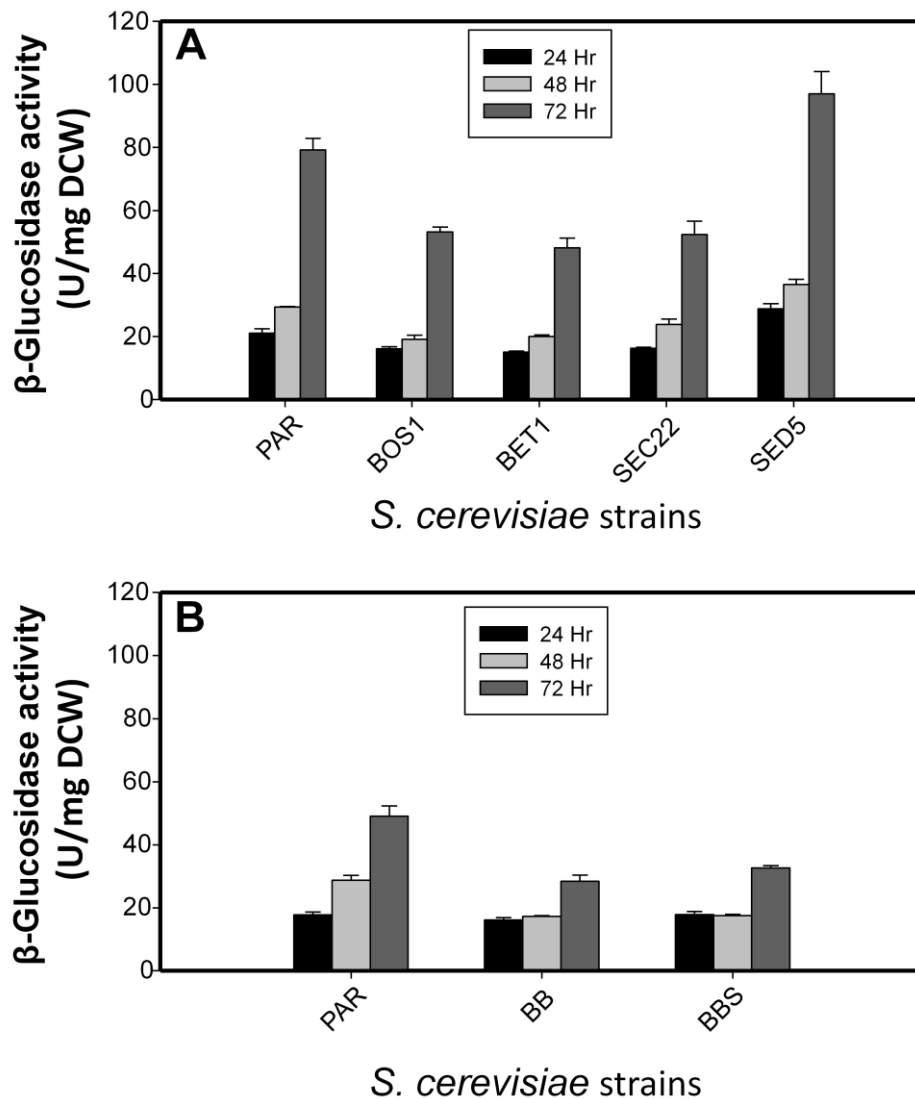 A
24 Hr
48 Hr
72 Hr
β-Glucosidase activity
(U/mg DCW)
120
100
80
60
40
20
0
PAR
BOS1
BET1
SEC22
SED5
S. cerevisiae strains
B
24 Hr
48 Hr
72 Hr
β-Glucosidase activity
(U/mg DCW)
120
100
80
60
40
20
0
PAR
BB
BBS
S. cerevisiae strains